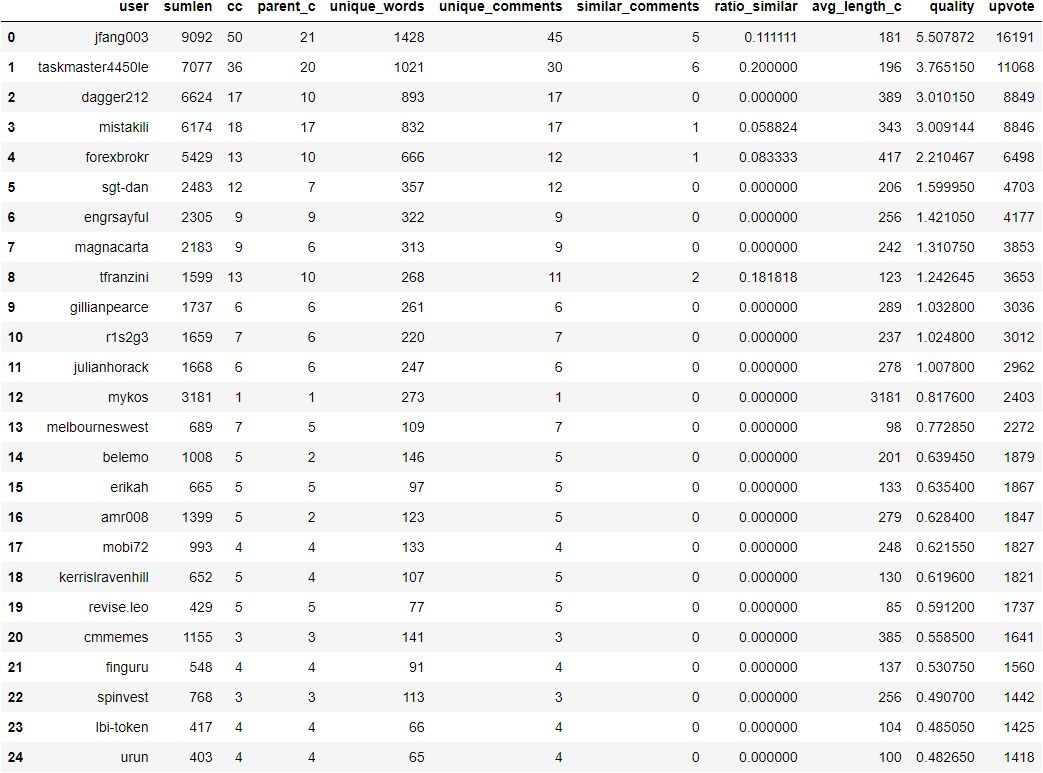 user sumlen cc parent_c unique_words unique_comments similar_comments ratio_similar avg_length_c quality upvote
0 jfang003 9092 50 21 1428 45 5 0.111111 181 5.507872 16191
1 taskmaster4450le 7077 36 20 1021 30 6 0.200000 196 3.765150 11068
2 dagger212 6624 17 10 893 17 0 0.000000 389 3.010150 8849
3 mistakili 6174 18 17 832 17 1 0.058824 343 3.009144 8846
4 forexbrokr 5429 13 10 666 12 1 0.083333 417 2.210467 6498
5 sgt-dan 2483 12 7 357 12 0 0.000000 206 1.599950 4703
6 engrsayful 2305 9 9 322 9 0 0.000000 256 1.421050 4177
7 magnacarta 2183 9 6 313 9 0 0.000000 242 1.310750 3853
8 tfranzini 1599 13 10 268 11 2 0.181818 123 1.242645 3653
9 gillianpearce 1737 6 6 261 6 0 0.000000 289 1.032800 3036
10 r1s2g3 1659 7 6 220 7 0 0.000000 237 1.024800 3012
11 julianhorack 1668 6 6 247 6 0 0.000000 278 1.007800 2962
12 mykos 3181 1 1 273 1 0 0.000000 3181 0.817600 2403
13 melbourneswest 689 7 5 109 7 0 0.000000 98 0.772850 2272
14 belemo 1008 5 2 146 5 0 0.000000 201 0.639450 1879
15 erikah 665 5 5 97 5 0 0.000000 133 0.635400 1867
16 amr008 1399 5 2 123 5 0 0.000000 279 0.628400 1847
17 mobi72 993 4 4 133 4 0 0.000000 248 0.621550 1827
18 kerrislravenhill 652 5 4 107 5 0 0.000000 130 0.619600 1821
19 revise.leo 429 5 5 77 5 0 0.000000 85 0.591200 1737
20 cmmemes 1155 3 3 141 3 0 0.000000 385 0.558500 1641
21 finguru 548 4 4 91 4 0 0.000000 137 0.530750 1560
22 spinvest 768 3 3 113 3 0 0.000000 256 0.490700 1442
23 lbi-token 417 4 4 66 4 0 0.000000 104 0.485050 1425
24 urun 403 4 4 65 4 0 0.000000 100 0.482650 1418